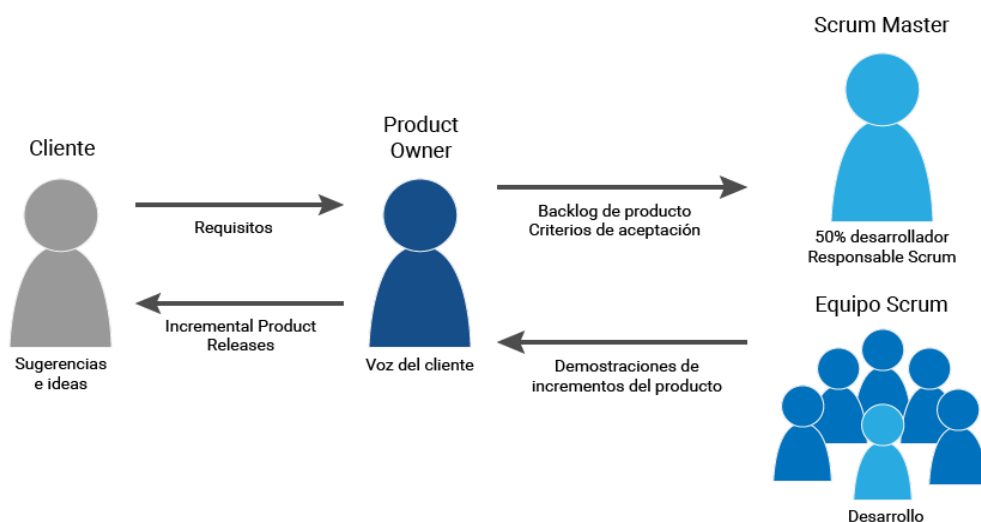 Cliente
Sugerencias
e ideas
Requisitos
Incremental Product
Releases
Product
Owner
Voz del cliente
Backlog de producto
Criterios de aceptación
Demostraciones de
incrementos del producto
Scrum Master
50% desarrollador
Responsable Scrum
Equipo Scrum
Desarrollo